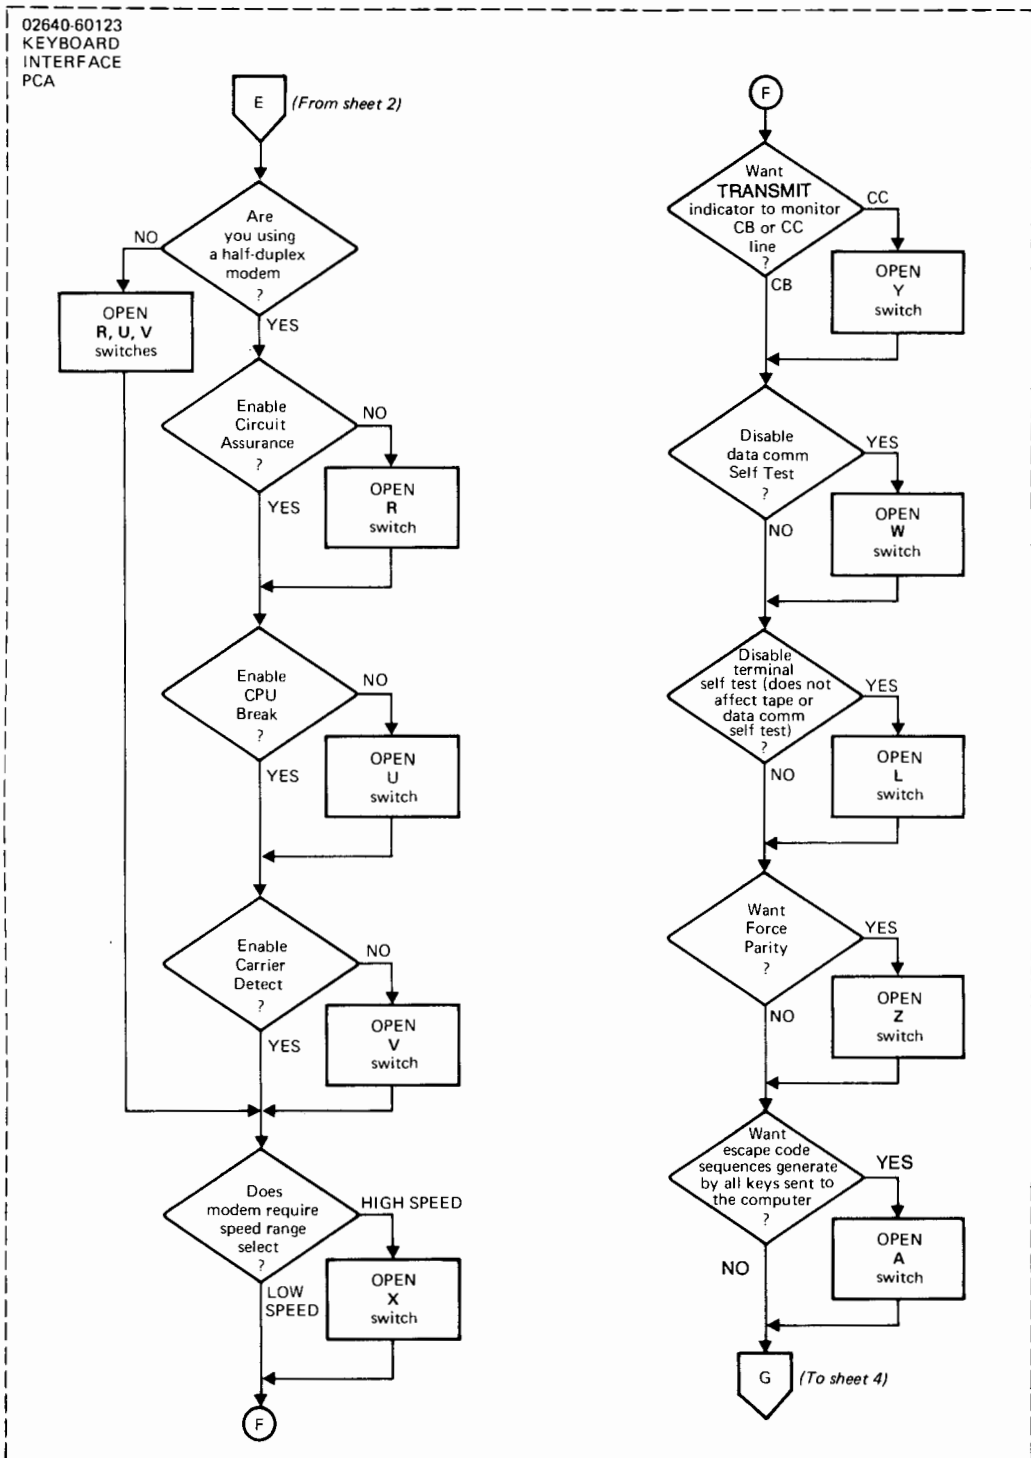 02640-60123
KEYBOARD
INTERFACE
PCA
E
(From sheet 2)
Are
you using
a half-duplex
modem
?
NO
OPEN
R, U, V
switches
YES
Enable
Circuit
Assurance
?
NO
OPEN
R
switch
YES
Enable
CPU
Break
?
NO
OPEN
U
switch
YES
Enable
Carrier
Detect
?
NO
OPEN
V
switch
YES
Does
modem require
speed range
select
?
HIGH SPEED
OPEN
X
switch
LOW
SPEED
F
F
Want
TRANSMIT
indicator to monitor
CB or CC
line
?
CC
OPEN
Y
switch
CB
Disable
data comm
Self Test
?
YES
OPEN
W
switch
NO
Disable
terminal
self test (does not
affect tape or
data comm
self test)
?
YES
OPEN
L
switch
NO
Want
Force
Parity
?
YES
OPEN
Z
switch
NO
Want
escape code
sequences generate
by all keys sent to
the computer
?
YES
OPEN
A
switch
NO
G
(To sheet 4)